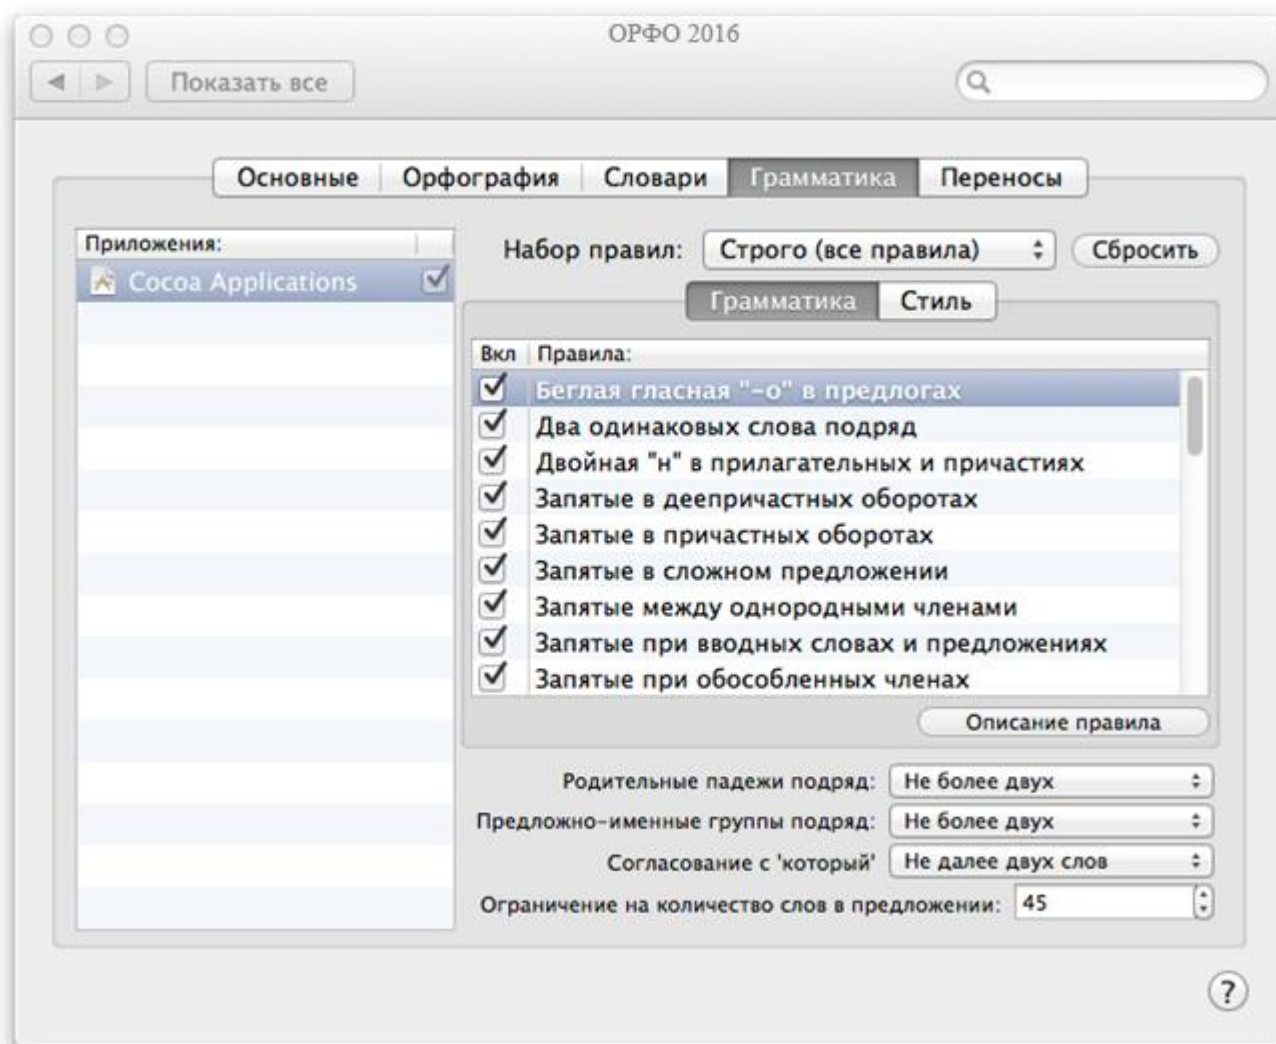 ОРФО 2016
Показать все
Основные Орфография Словари Грамматика Переносы
Приложения:
Cocoa Applications
Набор правил: Строго (все правила) Сбросить
Грамматика Стиль
Вкл Правила:
Беглая гласная "-о" в предлогах
Два одинаковых слова подряд
Двойная "н" в прилагательных и причастиях
Запятые в деепричастных оборотах
Запятые в причастных оборотах
Запятые в сложном предложении
Запятые между однородными членами
Запятые при вводных словах и предложениях
Запятые при обособленных членах
Описание правила
Родительные падежи подряд: Не более двух
Предложно-именные группы подряд: Не более двух
Согласование с 'который' Не далее двух слов
Ограничение на количество слов в предложении: 45
?